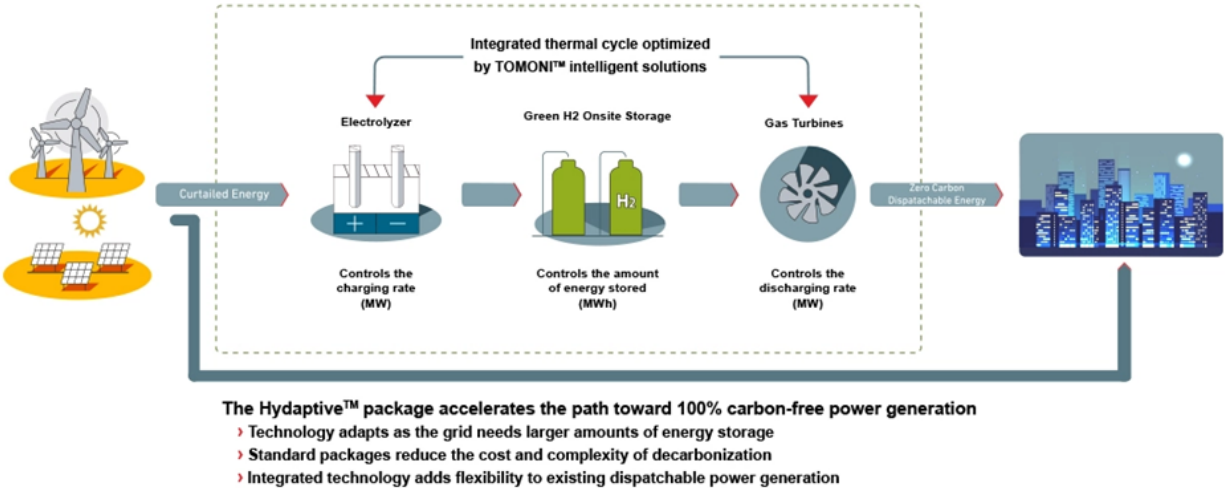 Integrated thermal cycle optimized
by TOMONI™ intelligent solutions
Electrolyzer
Green H2 Onsite Storage
Gas Turbines
Curtailed Energy
+ −
H2
Zero Carbon
Dispatachable Energy
Controls the
charging rate
(MW)
Controls the amount
of energy stored
(MWh)
Controls the
discharging rate
(MW)
The Hydaptive™ package accelerates the path toward 100% carbon-free power generation
› Technology adapts as the grid needs larger amounts of energy storage
› Standard packages reduce the cost and complexity of decarbonization
› Integrated technology adds flexibility to existing dispatchable power generation